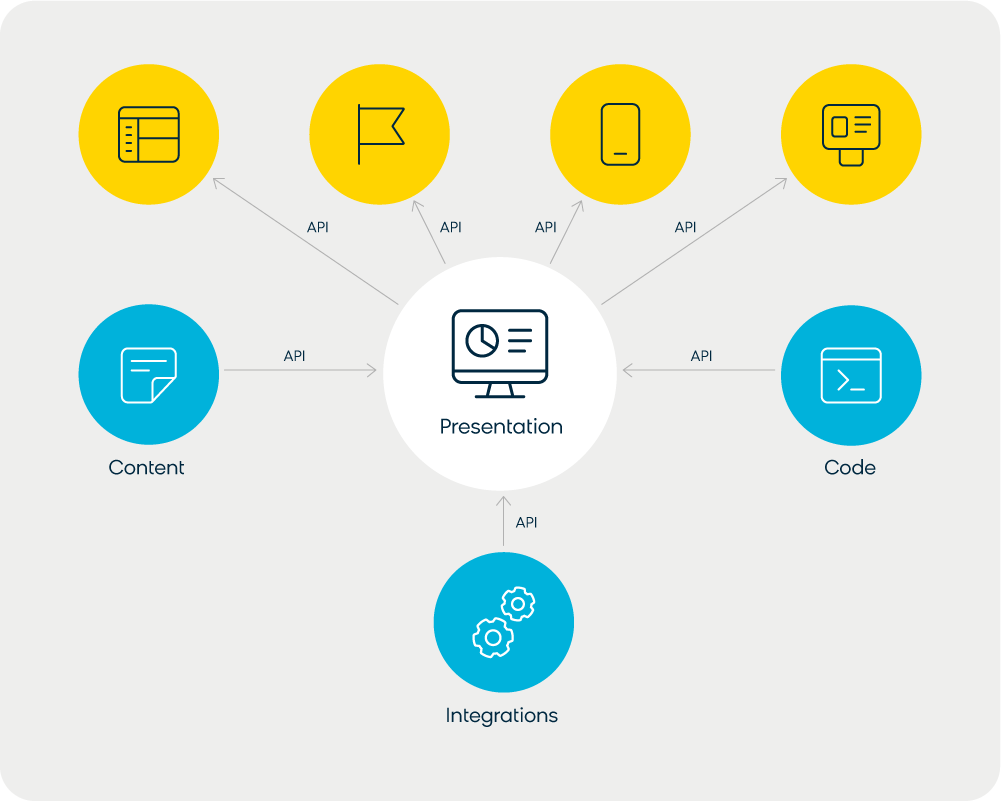 API
API
API
API
API
API
Presentation
Content
Code
API
Integrations